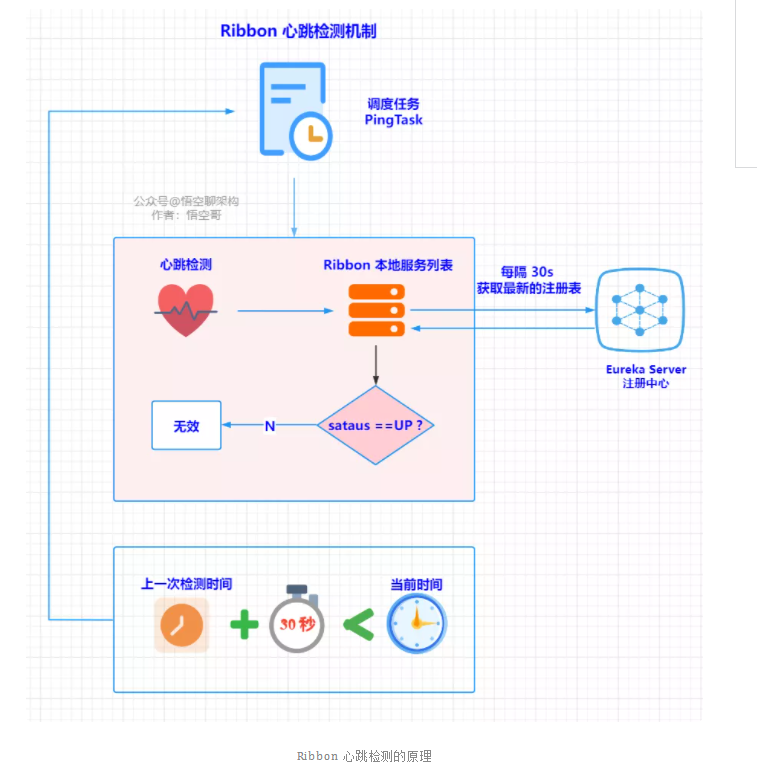 Ribbon 心跳检测机制
调度任务
PingTask
公众号@悟空聊架构
作者：悟空哥
心跳检测
Ribbon 本地服务列表
每隔 30s
获取最新的注册表
Eureka Server
注册中心
无效
N
sataus ==UP ?
上一次检测时间
当前时间
30 秒
Ribbon 心跳检测的原理